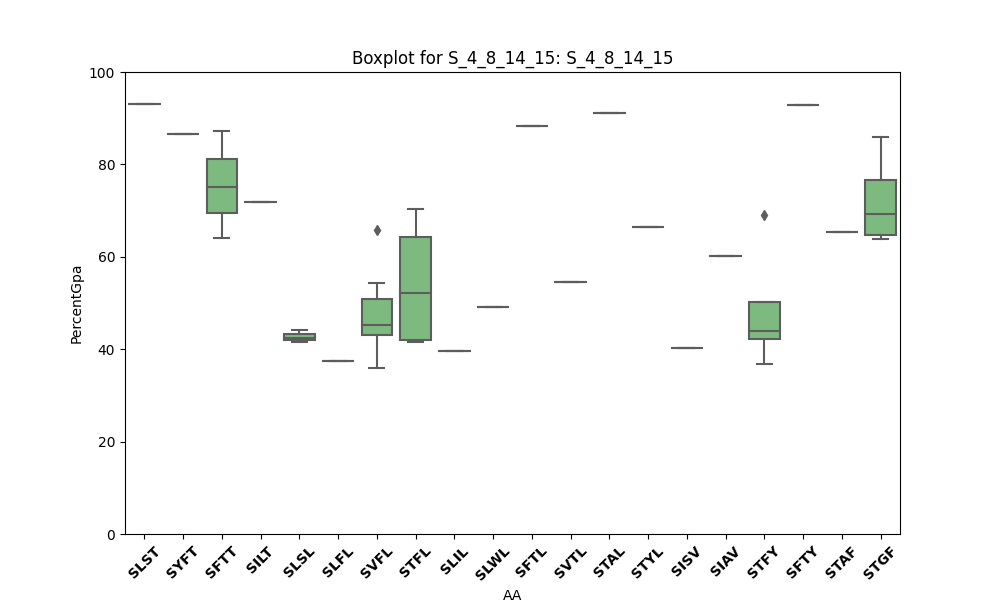 Boxplot for S_4_8_14_15: S_4_8_14_15
100
80
60
40
20
0
PercentGpa
SLST SYFT SFTT SILT SLSL SLFL SVFL STFL SLIL SLWL SFTL SVTL STAL STYL SISV SIAV STFY SFTY STAF STGF
AA